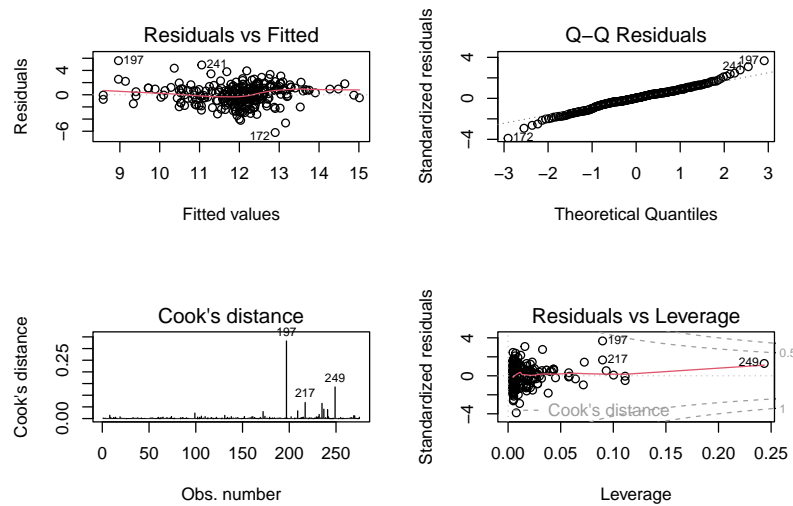 Residuals vs Fitted
Residuals
4
0
−6
197
241
172
9 10 11 12 13 14 15
Fitted values
Q−Q Residuals
Standardized residuals
4
0
−4
197
241
172
−3 −2 −1 0 1 2 3
Theoretical Quantiles
Cook's distance
Cook's distance
0.25
0.00
197
217
249
0 50 100 150 200 250
Obs. number
Residuals vs Leverage
Standardized residuals
4
0
−4
197
217
249
0.5
1
Cook's distance
0.00 0.05 0.10 0.15 0.20 0.25
Leverage